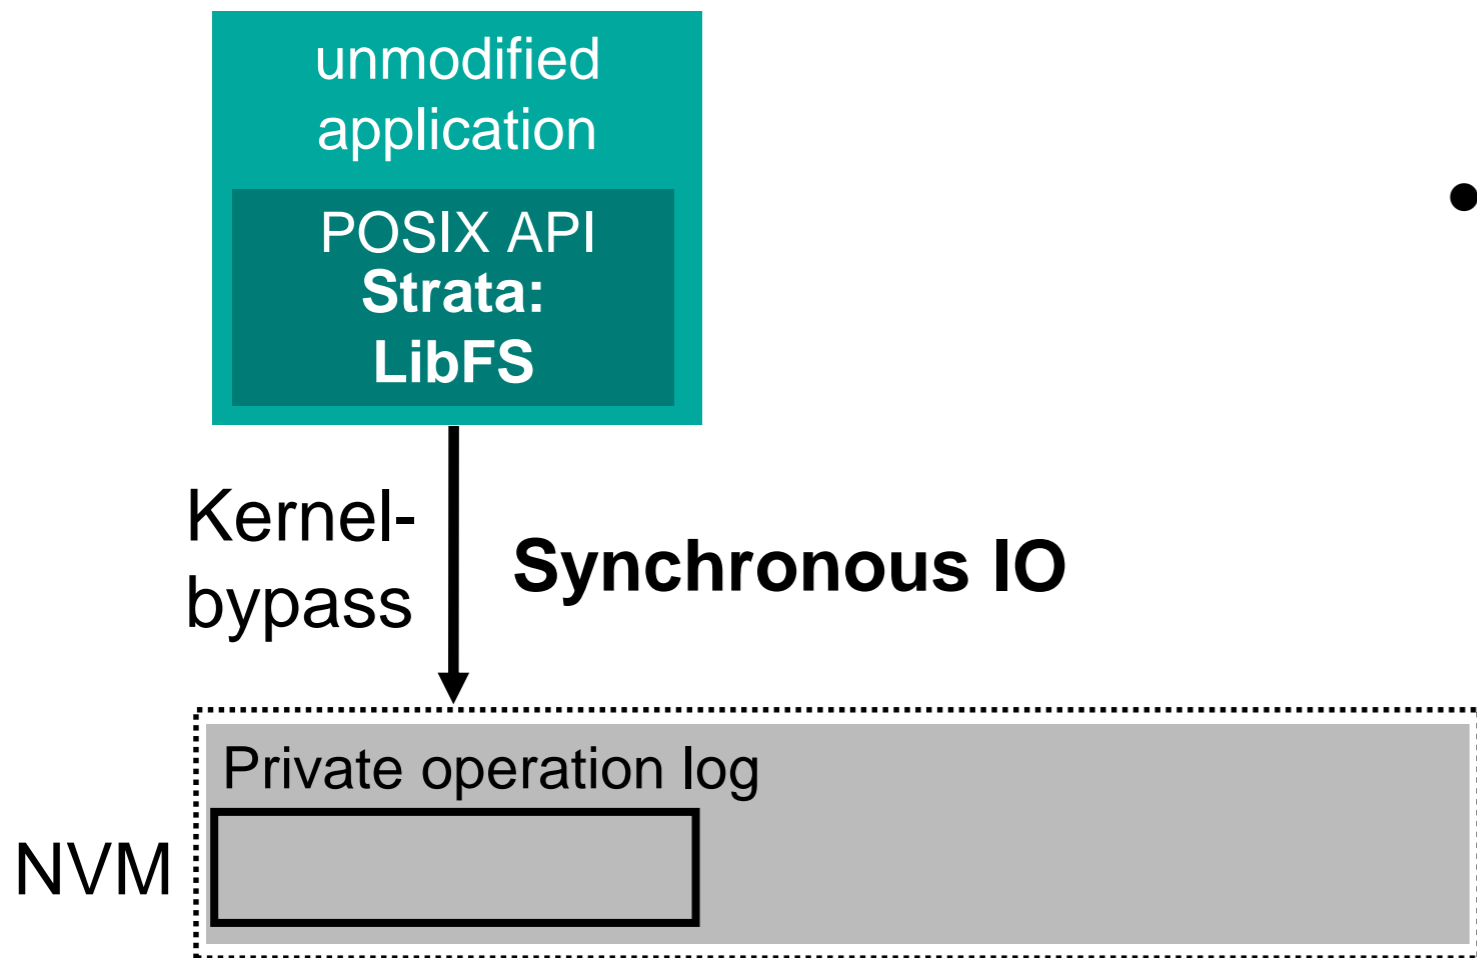 unmodified
application
POSIX API
Strata:
LibFS
Kernel-
bypass
Synchronous IO
Private operation log
NVM
•